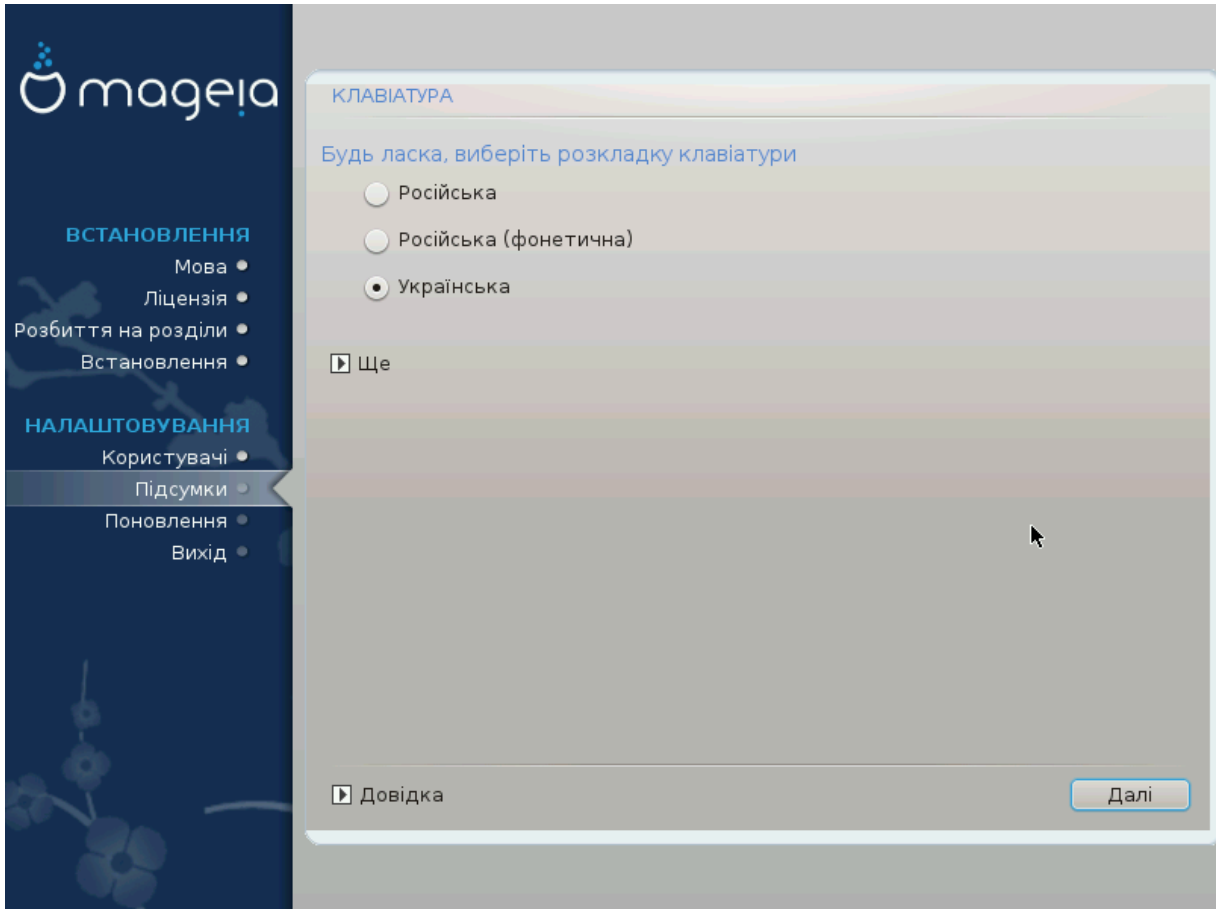 mageia
ВСТАНОВЛЕННЯ
Мова
Ліцензія
Розбиття на розділи
Встановлення
НАЛАШТОВУВАННЯ
Користувачі
Підсумки
Поновлення
Вихід
КЛАВІАТУРА
Будь ласка, виберіть розкладку клавіатури
Російська
Російська (фонетична)
Українська
Ще
Довідка
Далі